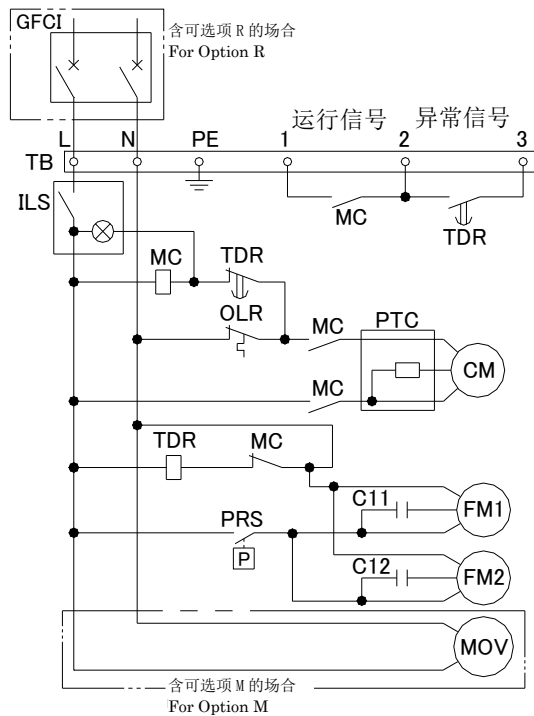 GFCI
含可选项 R 的场合
For Option R
运行信号 异常信号
L N PE 1 2 3
TB
ILS
MC
TDR
MC TDR
OLR MC PTC
CM
MC
TDR MC
C11 FM1
PRS
P
C12 FM2
MOV
含可选项 M 的场合
For Option M